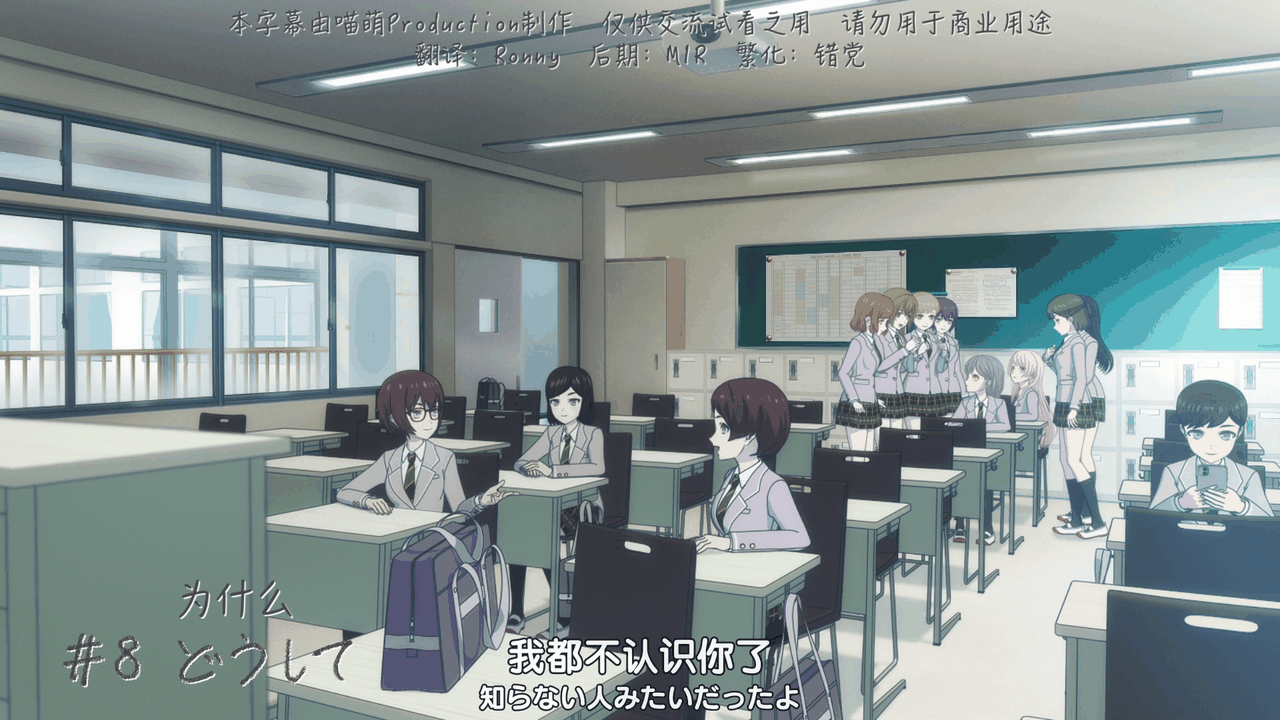 本字幕由喵萌Production制作 仅供交流试看之用 请勿用于商业用途
翻译：Ronny 后期：MIR 繁化：错党
为什么
#8 どうして
我都不认识你了
知らない人みたいだったよ